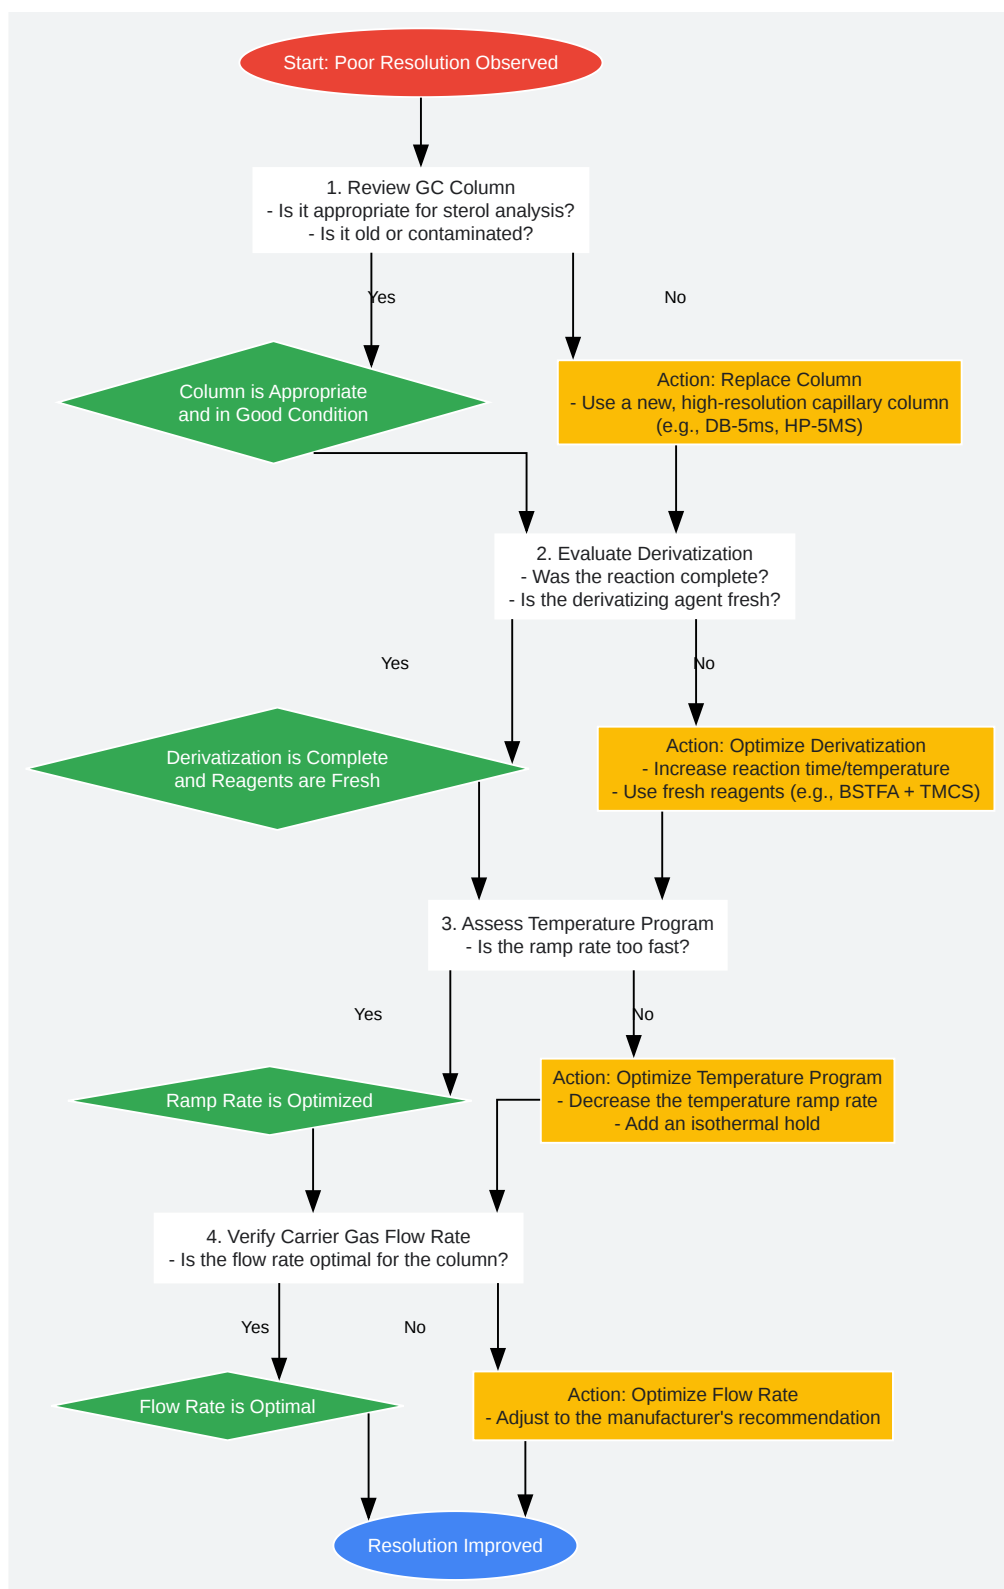 Start: Poor Resolution Observed
1. Review GC Column
- Is it appropriate for sterol analysis?
- Is it old or contaminated?
Yes
No
Column is Appropriate
and in Good Condition
Action: Replace Column
- Use a new, high-resolution capillary column
(e.g., DB-5ms, HP-5MS)
2. Evaluate Derivatization
- Was the reaction complete?
- Is the derivatizing agent fresh?
Yes
No
Derivatization is Complete
and Reagents are Fresh
Action: Optimize Derivatization
- Increase reaction time/temperature
- Use fresh reagents (e.g., BSTFA + TMCS)
3. Assess Temperature Program
- Is the ramp rate too fast?
Yes
No
Ramp Rate is Optimized
Action: Optimize Temperature Program
- Decrease the temperature ramp rate
- Add an isothermal hold
4. Verify Carrier Gas Flow Rate
- Is the flow rate optimal for the column?
Yes
No
Flow Rate is Optimal
Action: Optimize Flow Rate
- Adjust to the manufacturer's recommendation
Resolution Improved